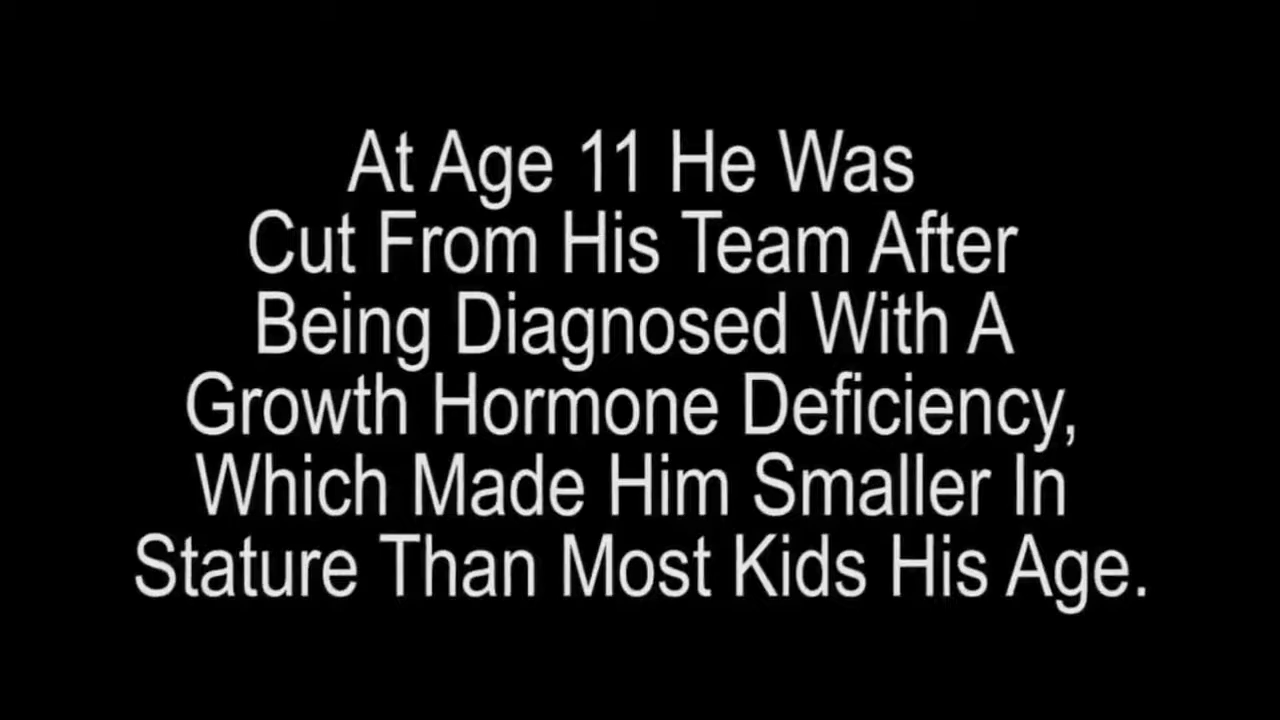 At Age 11 He Was
Cut From His Team After
Being Diagnosed With A
Growth Hormone Deficiency,
Which Made Him Smaller In
Stature Than Most Kids His Age.